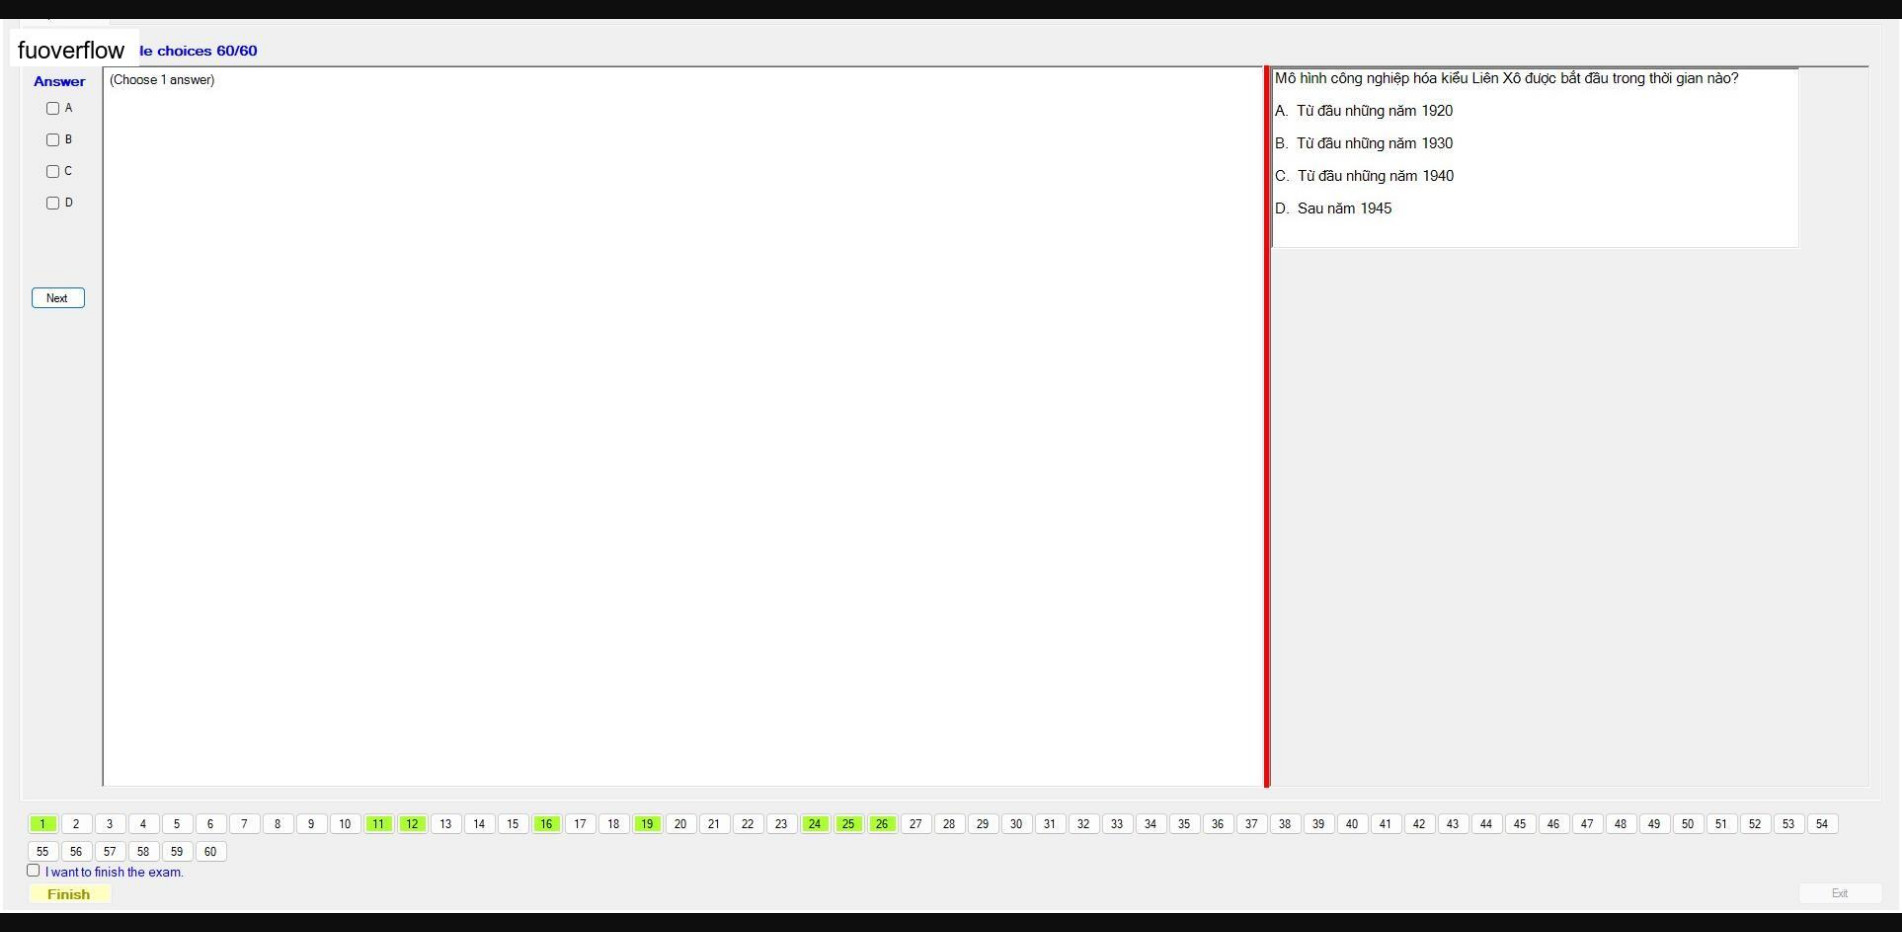 fuoverflow le choices 60/60
Answer
(Choose 1 answer)
A
B
C
D
Next
Mô hình công nghiệp hóa kiểu Liên Xô được bắt đầu trong thời gian nào?
A. Từ đầu những năm 1920
B. Từ đầu những năm 1930
C. Từ đầu những năm 1940
D. Sau năm 1945
1 2 3 4 5 6 7 8 9 10 11 12 13 14 15 16 17 18 19 20 21 22 23 24 25 26 27 28 29 30 31 32 33 34 35 36 37 38 39 40 41 42 43 44 45 46 47 48 49 50 51 52 53 54
55 56 57 58 59 60
I want to finish the exam.
Finish
Exit